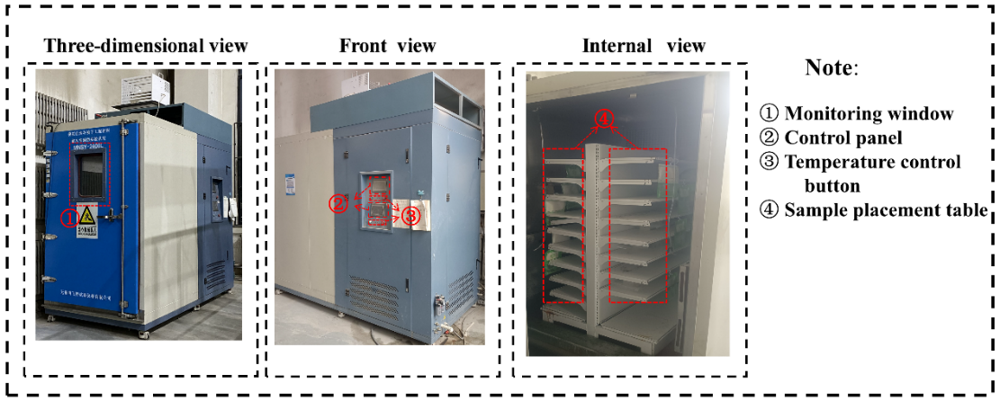 Three-dimensional view
Front view
Internal view
Note:
① Monitoring window
② Control panel
③ Temperature control
button
④ Sample placement table
①
②
③
④